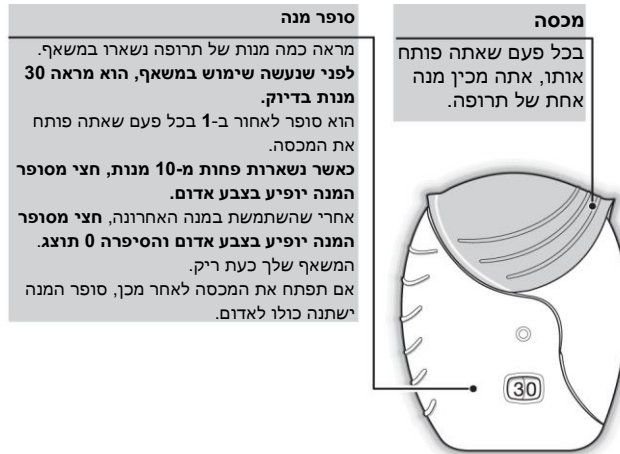 מכסה
בכל פעם שאתה פותח
אותו, אתה מכין מנה
אחת של תרופה.
סופר מנה
מראה כמה מנות של תרופה נשארו במשאף.
לפני שנעשה שימוש במשאף, הוא מראה 30
מנות בדיוק.
הוא סופר לאחור ב-1 בכל פעם שאתה פותח
את המכסה.
כאשר נשארות פחות מ-10 מנות, חצי מסופר
המנה יופיע בצבע אדום.
אחרי שהשתמשת במנה האחרונה, חצי מסופר
המנה יופיע בצבע אדום והסיפרה 0 תוצג.
המשאף שלך כעת ריק.
אם תפתח את המכסה לאחר מכן, סופר המנה
ישתנה כולו לאדום.
30